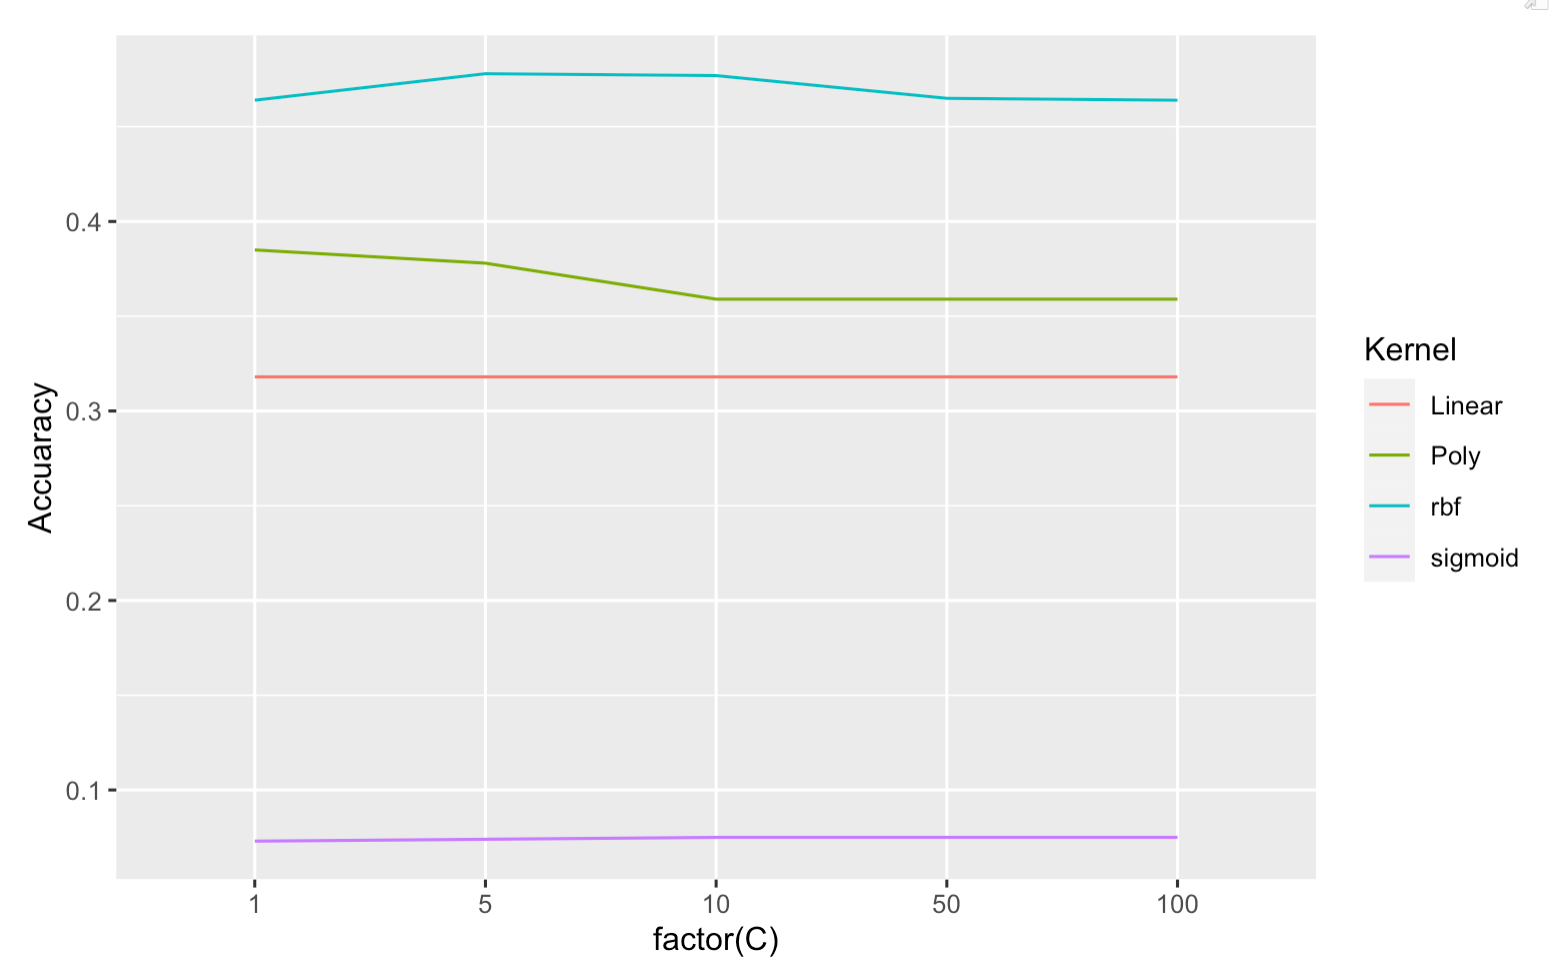 0.4
0.3
0.2
0.1
Accuaracy
1 5 10 50 100
factor(C)
Kernel
Linear
Poly
rbf
sigmoid